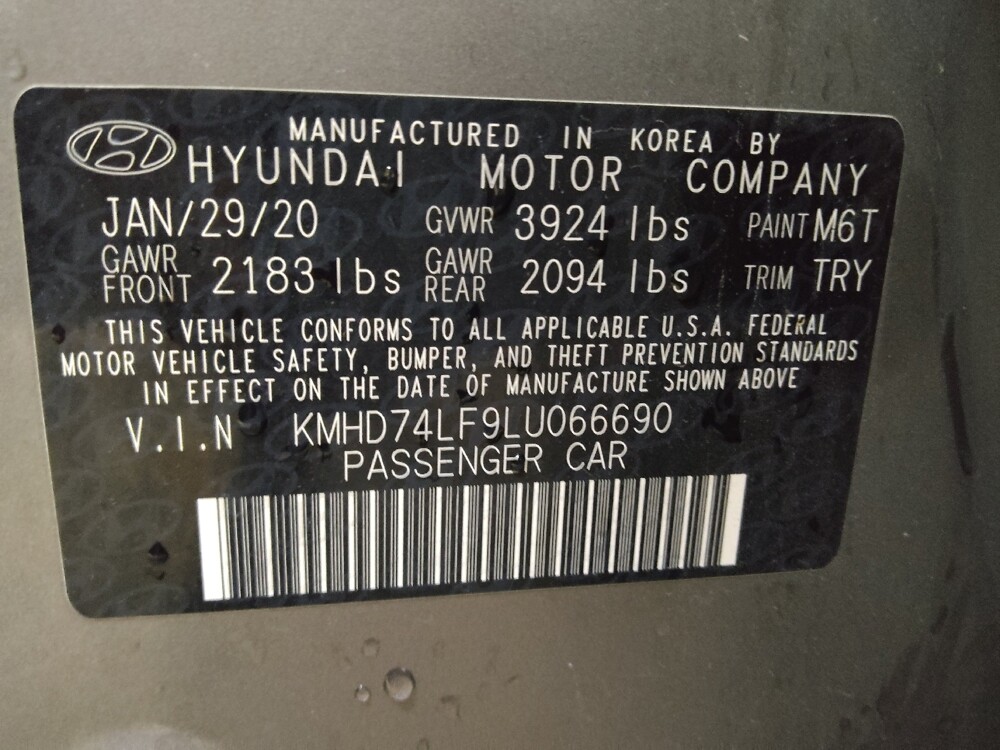 MANUFACTURED IN KOREA BY
HYUNDAI MOTOR COMPANY
JAN/29/20 GVWR 3924 lbs PAINT M6T
GAWR FRONT 2183 lbs GAWR REAR 2094 lbs TRIM TRY
THIS VEHICLE CONFORMS TO ALL APPLICABLE U.S.A. FEDERAL
MOTOR VEHICLE SAFETY, BUMPER, AND THEFT PREVENTION STANDARDS
IN EFFECT ON THE DATE OF MANUFACTURE SHOWN ABOVE
V.I.N KMHD74LF9LU066690
PASSENGER CAR